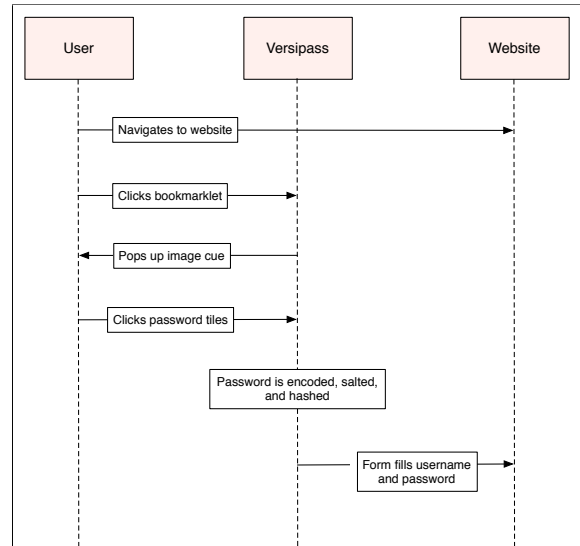 User
Versipass
Website
Navigates to website
Clicks bookmarklet
Pops up image cue
Clicks password tiles
Password is encoded, salted,
and hashed
Form fills username
and password